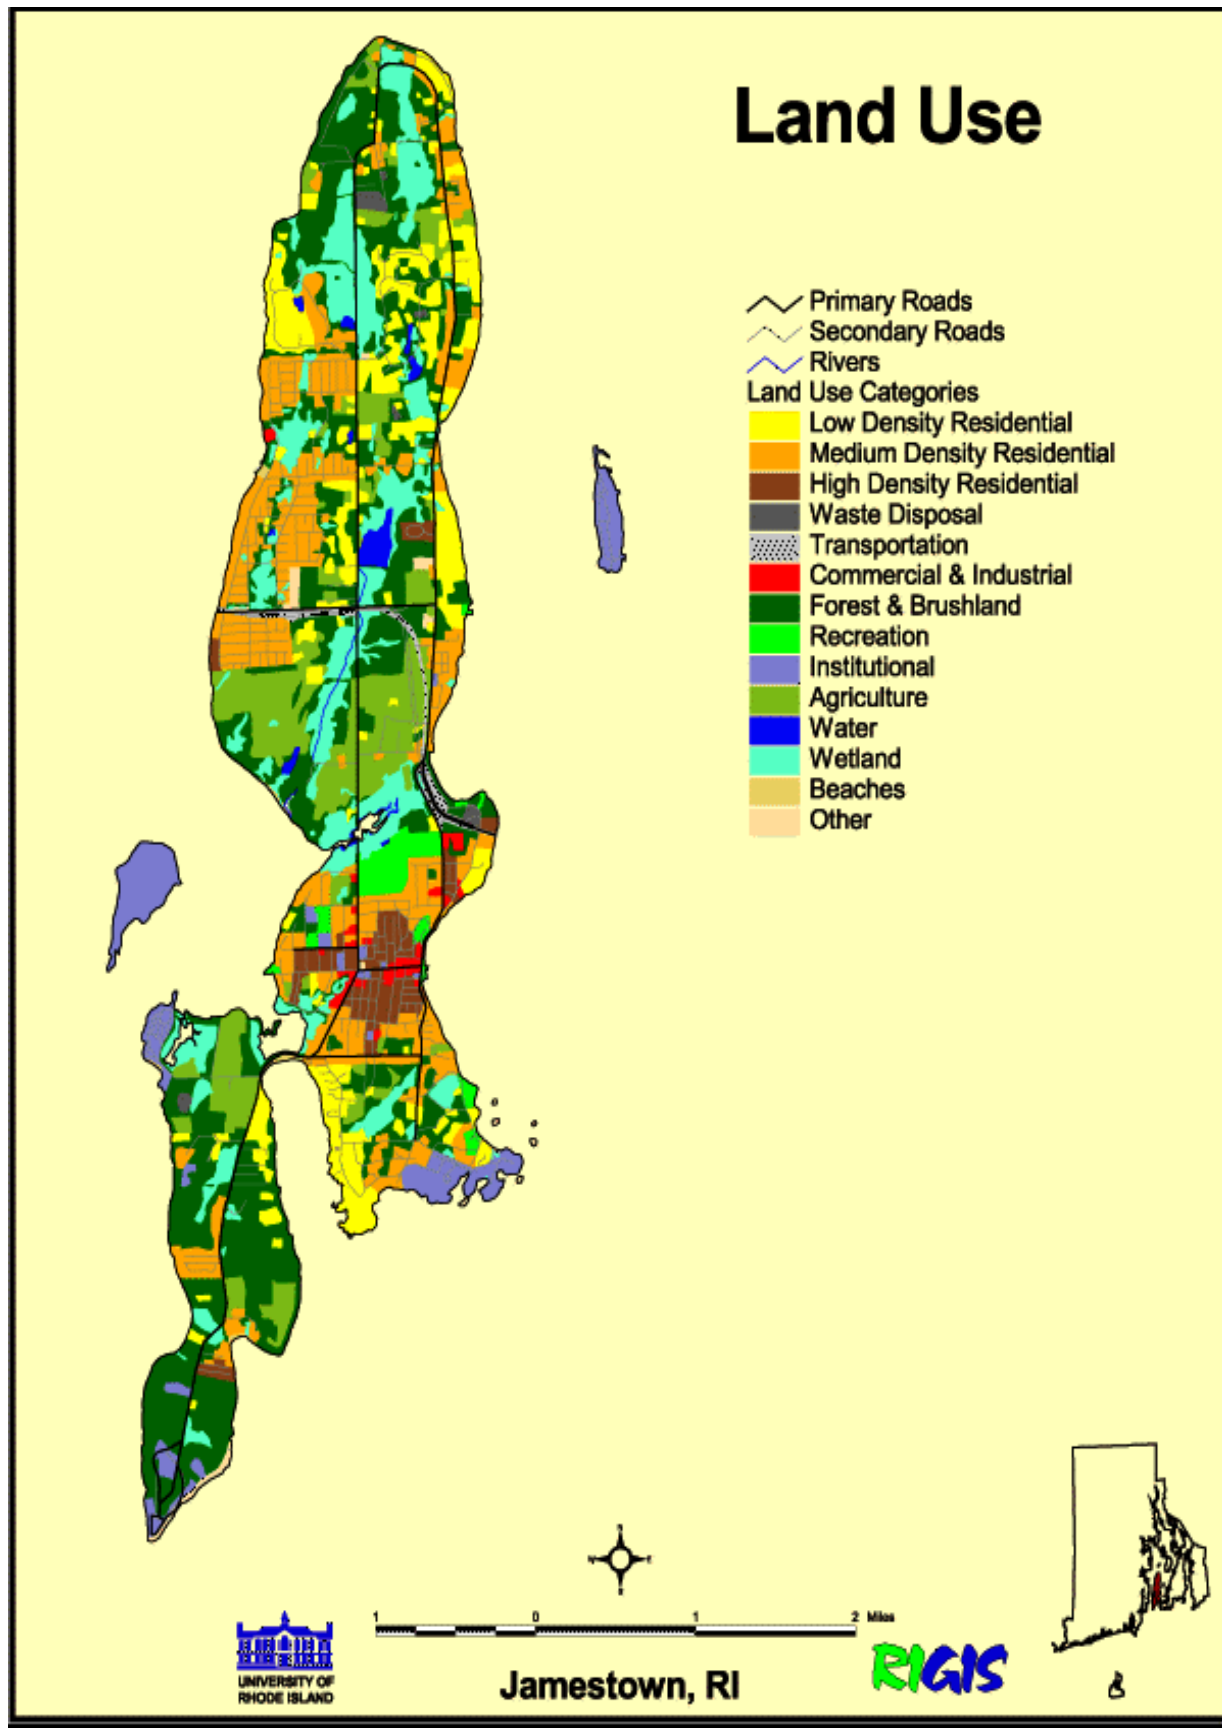 Land Use
Primary Roads
Secondary Roads
Rivers
Land Use Categories
Low Density Residential
Medium Density Residential
High Density Residential
Waste Disposal
Transportation
Commercial & Industrial
Forest & Brushland
Recreation
Institutional
Agriculture
Water
Wetland
Beaches
Other
N
W E
S
1 0 1 2 Miles
UNIVERSITY OF
RHODE ISLAND
Jamestown, RI
RIGIS